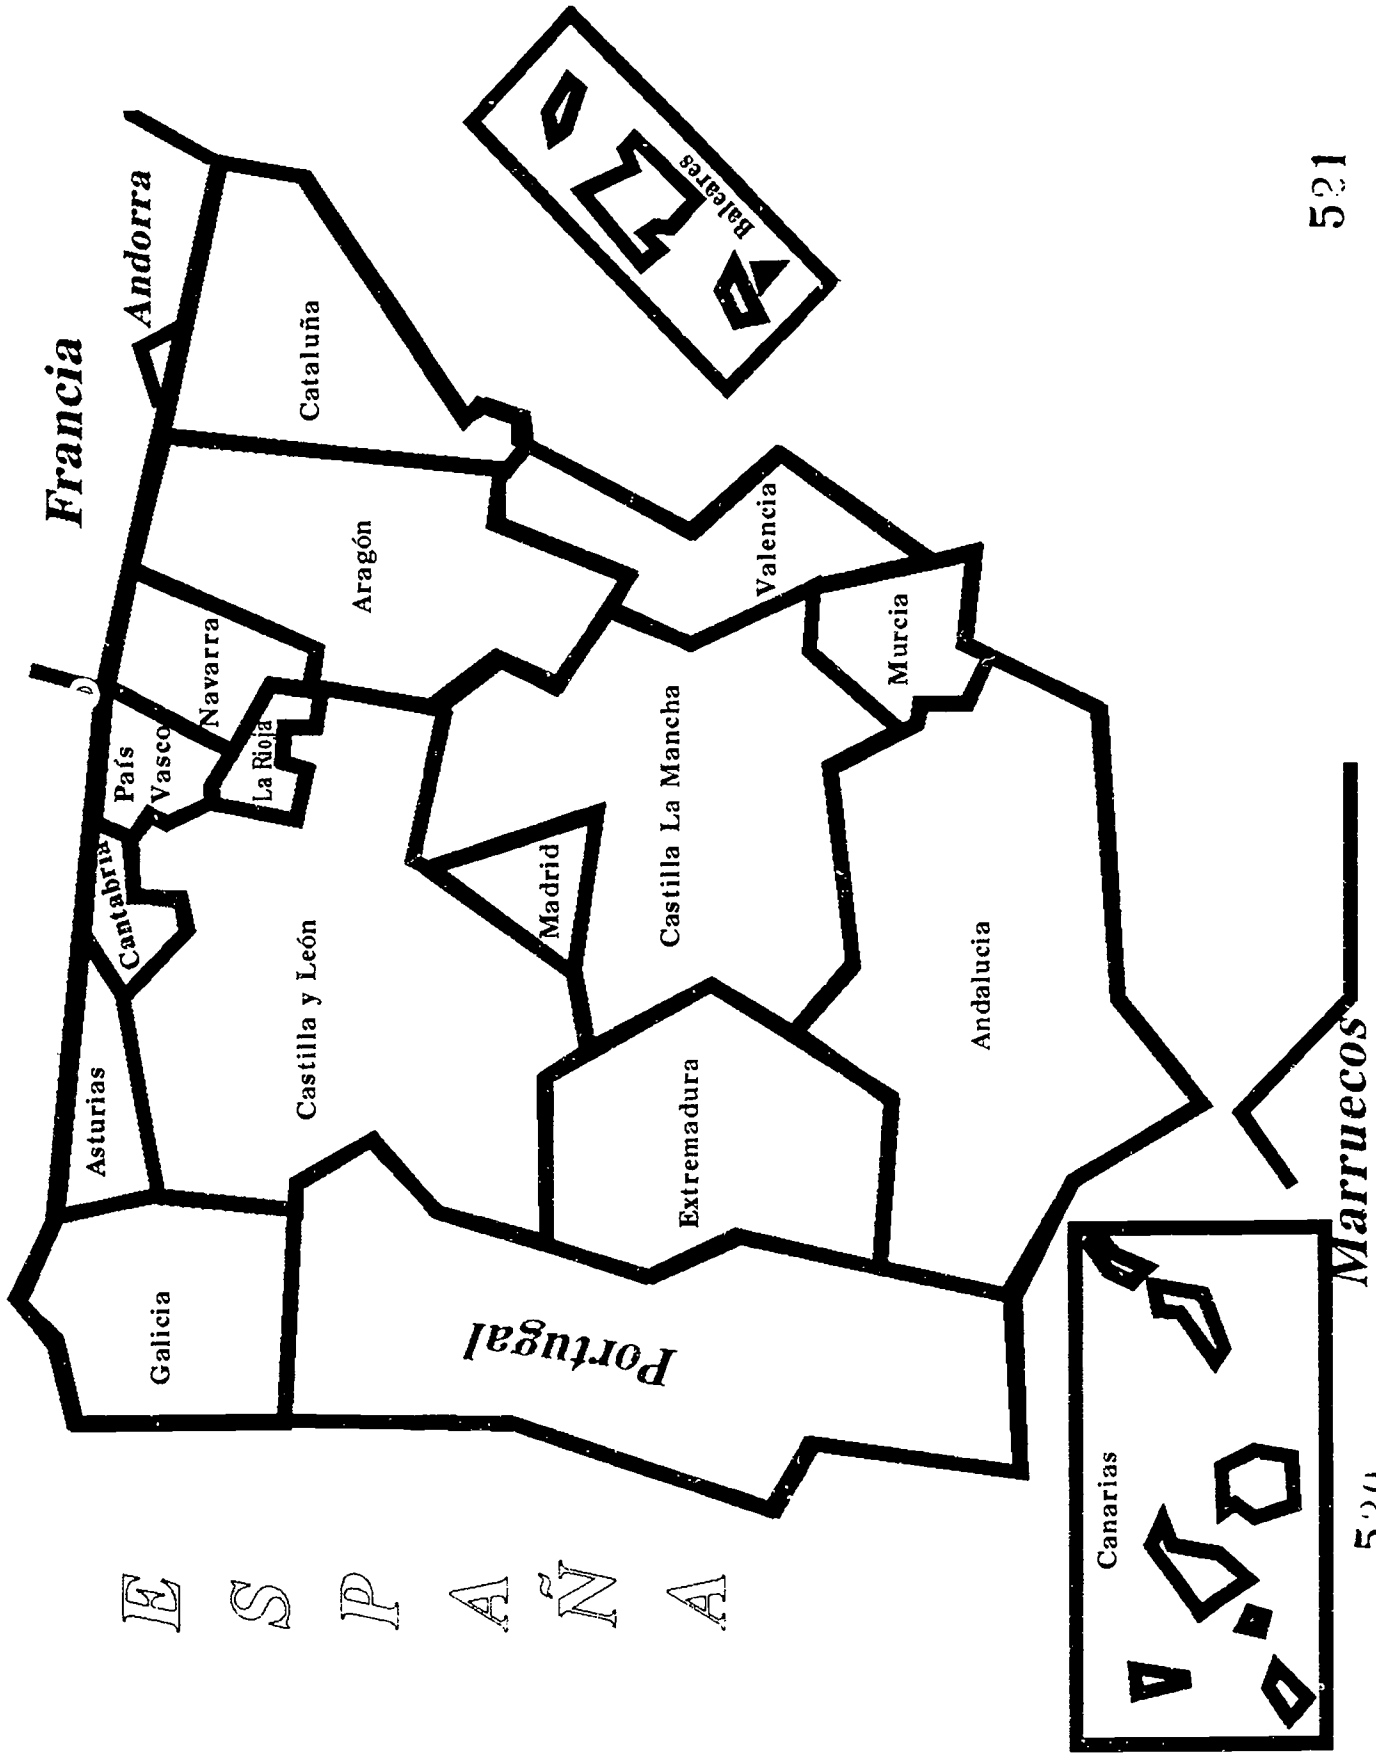 ESPAÑA
Francia
Andorra
Galicia
Asturias
Cantabria
País
Vasco
Navarra
La Rioja
Aragón
Cataluña
Castilla y León
Madrid
Castilla La Mancha
Valencia
Baleares
Extremadura
Portugal
Murcia
Andalucia
Canarias
Marruecos
521